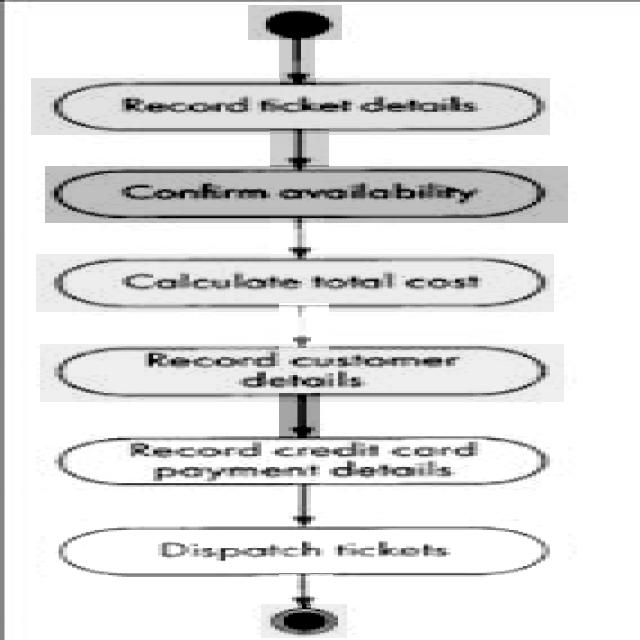 Record ticket details
Confirm availability
Calculate total cost
Record customer
details
Record credit card
payment details
Dispatch tickets